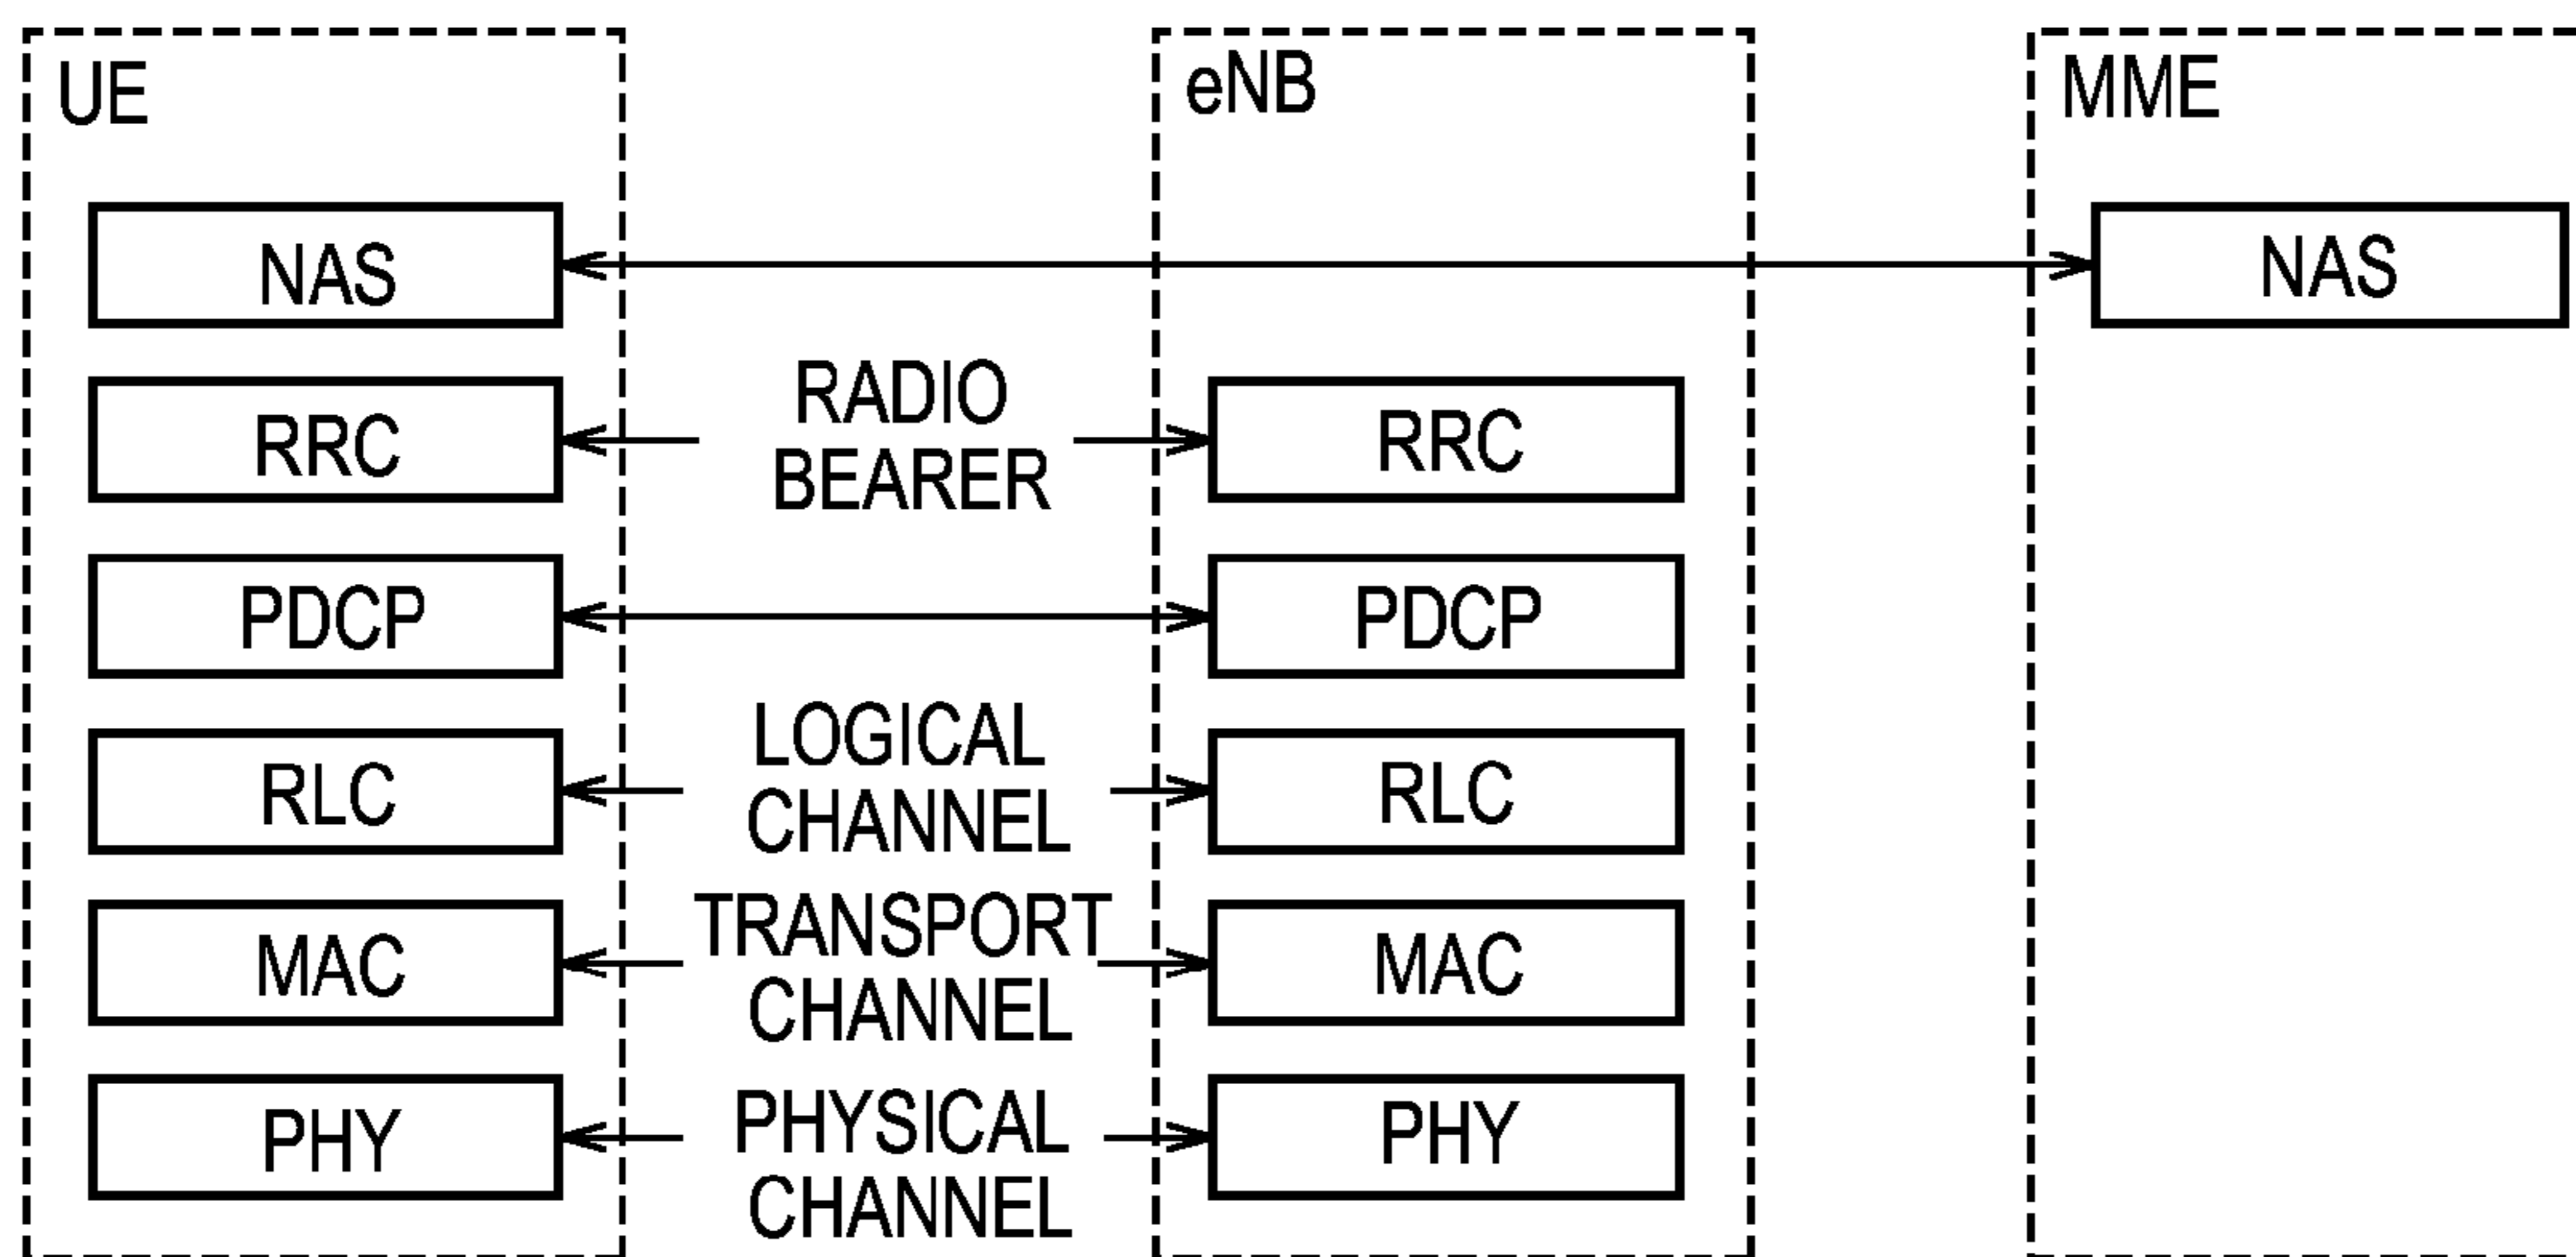 UE
eNB
MME
NAS
NAS
RRC
RADIO
BEARER
RRC
PDCP
PDCP
RLC
LOGICAL
CHANNEL
RLC
MAC
TRANSPORT
CHANNEL
MAC
PHY
PHYSICAL
CHANNEL
PHY